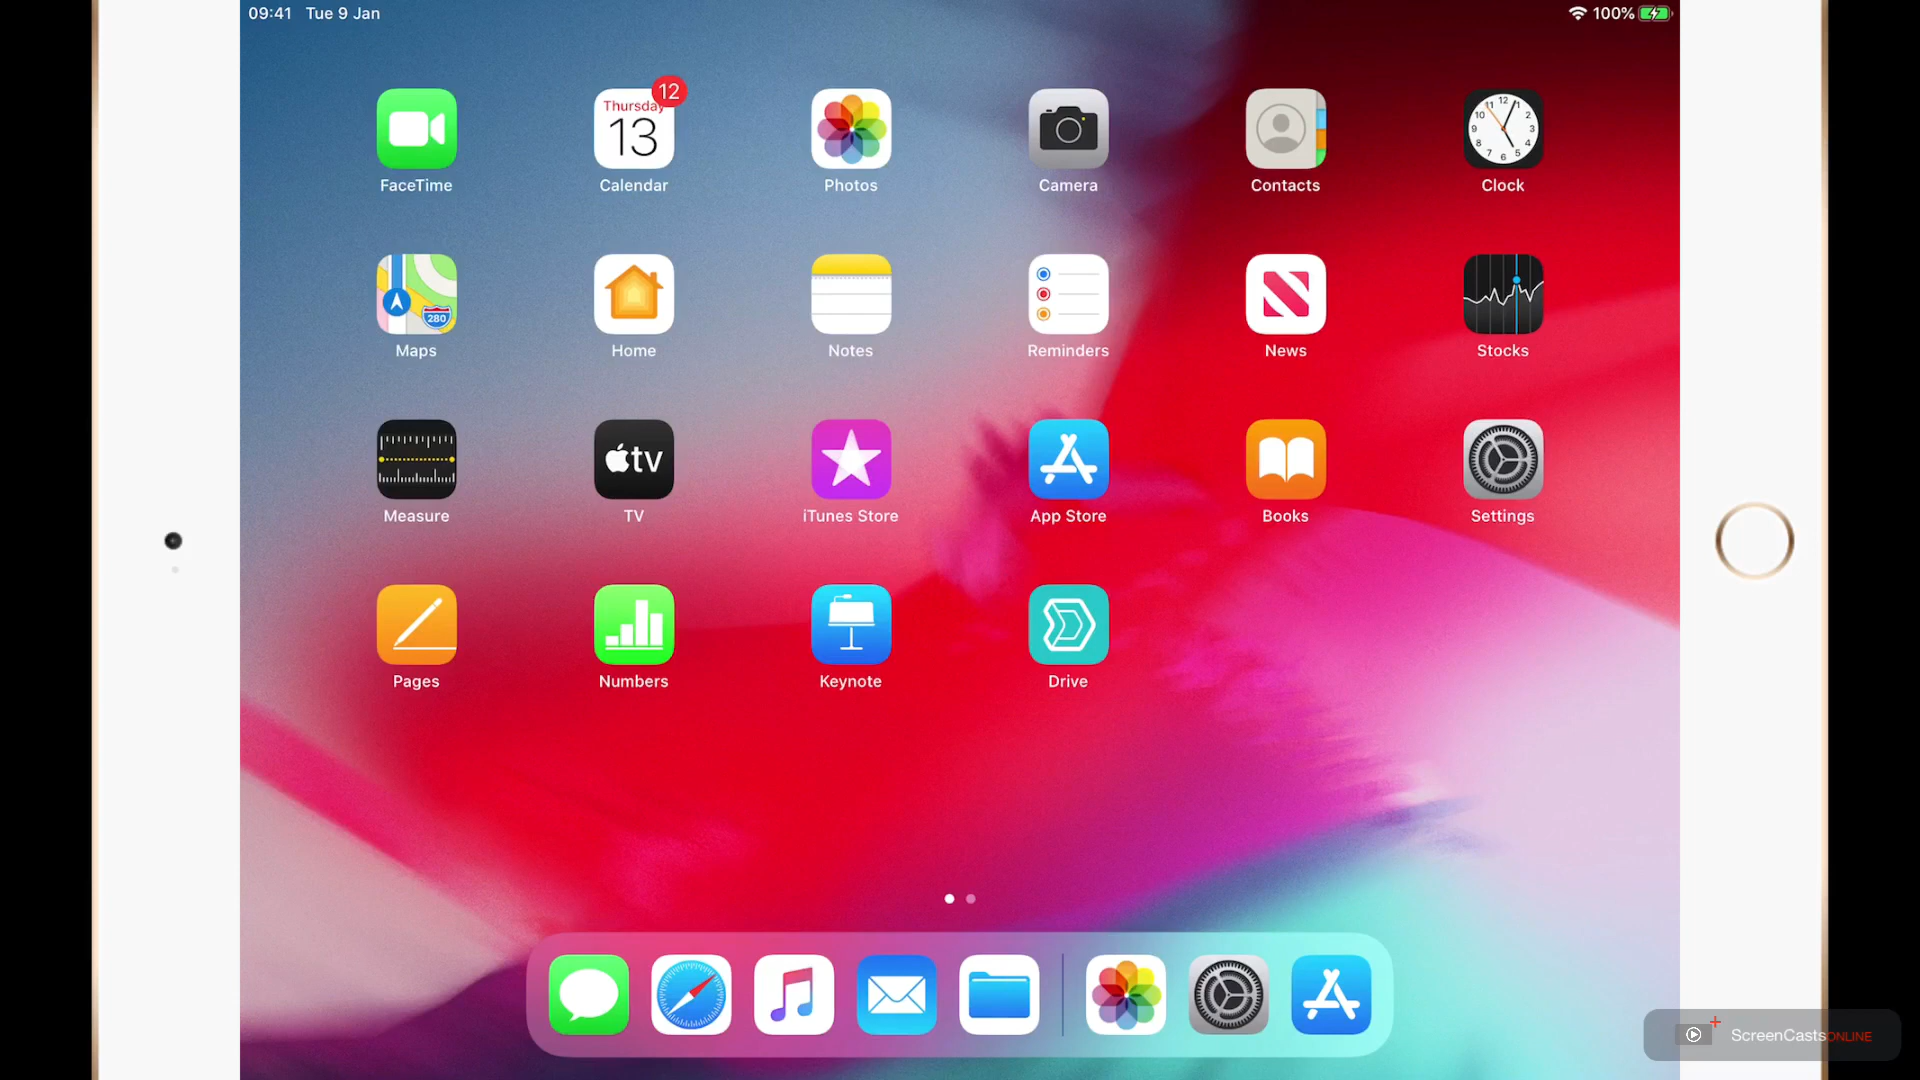 09:41 Tue 9 Jan
100%
12
Thursday
13
FaceTime
Calendar
Photos
Camera
Contacts
Clock
280
Maps
Home
Notes
Reminders
News
Stocks
tv
Measure
TV
iTunes Store
App Store
Books
Settings
Pages
Numbers
Keynote
Drive
ScreenCastsONLINE